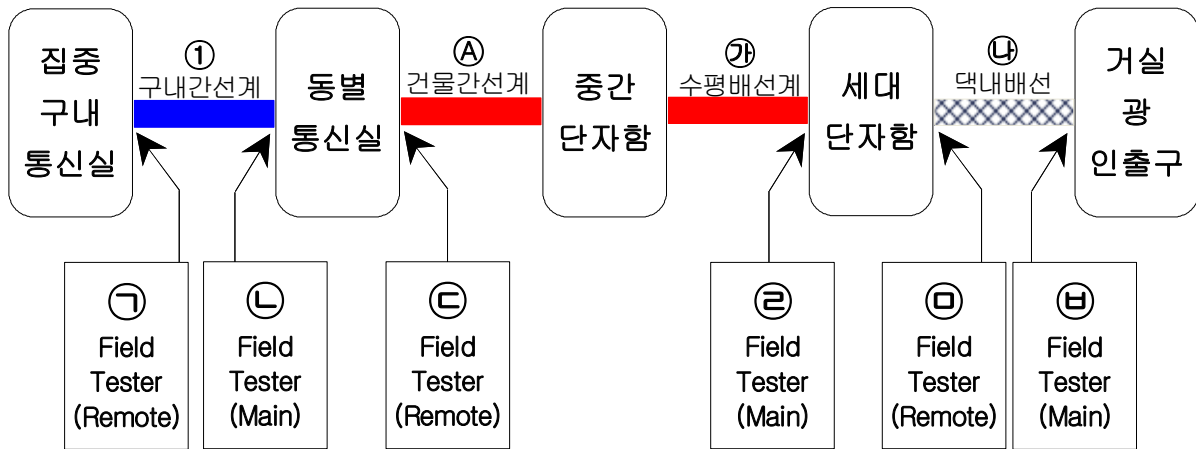 집중
구내
통신실
①
구내간선계
동별
통신실
Ⓐ
건물간선계
중간
단자함
㉮
수평배선계
세대
단자함
㉯
댁내배선
거실
광
인출구
㉠
Field
Tester
(Remote)
㉡
Field
Tester
(Main)
㉢
Field
Tester
(Remote)
㉣
Field
Tester
(Main)
㉤
Field
Tester
(Remote)
㉥
Field
Tester
(Main)